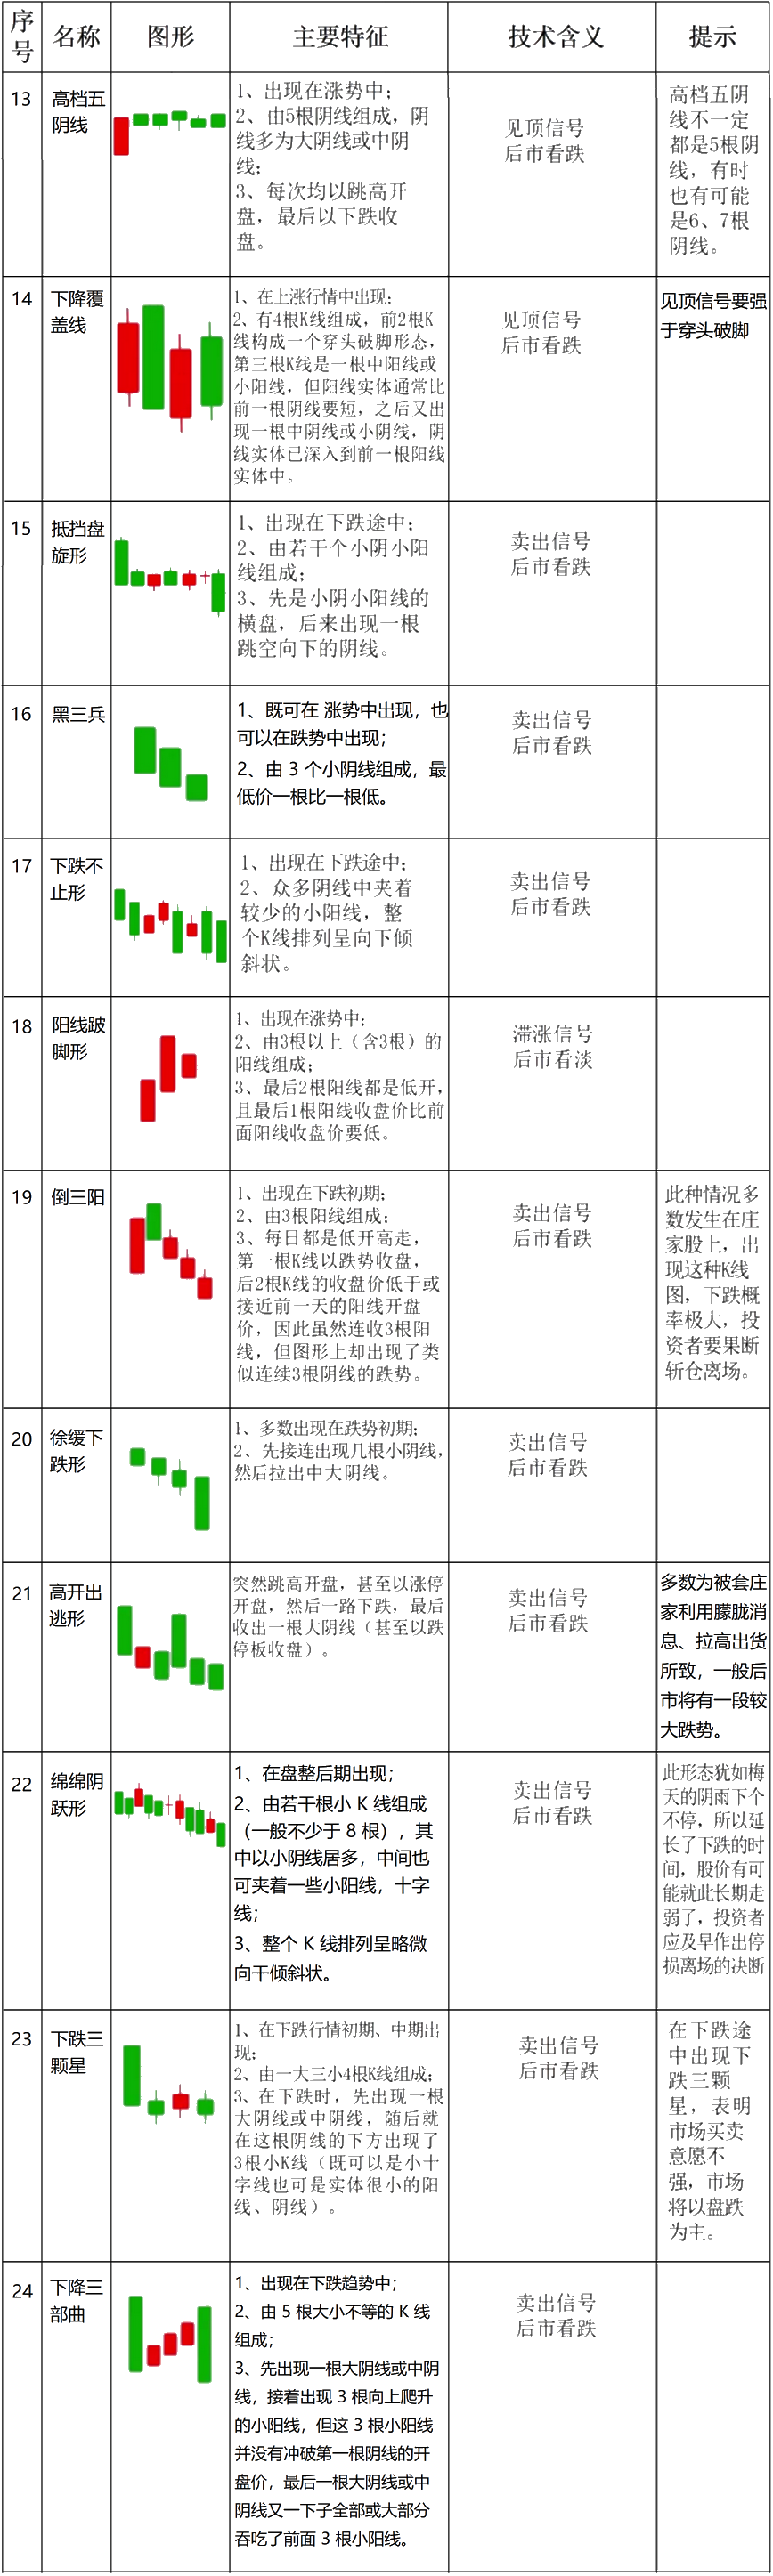 序号 名称 图形 主要特征 技术含义 提示
13
高档五
阴线
1、出现在涨势中；
2、由5根阴线组成，阴
线多为大阴线或中阴
线；
3、每次均以跳高开
盘，最后以下跌收
盘。
见顶信号
后市看跌
高档五阴
线不一定
都是5根阴
线，有时
也有可能
是6、7根
阴线。
14
下降覆
盖线
1、在上涨行情中出现；
2、有4根K线组成，前2根K
线构成一个穿头破脚形态，
第三根K线是一根中阳线或
小阳线，但阳线实体通常比
前一根阴线要短，之后又出
现一根中阴线或小阴线，阴
线实体已深入到前一根阳线
实体中。
见顶信号
后市看跌
见顶信号要强
于穿头破脚
15
抵挡盘
旋形
1、出现在下跌途中；
2、由若干个小阴小阳
线组成；
3、先是小阴小阳线的
横盘，后来出现一根
跳空向下的阴线。
卖出信号
后市看跌
16
黑三兵
1、既可在 涨势中出现，也
可以在跌势中出现；
2、由 3 个小阴线组成，最
低价一根比一根低。
卖出信号
后市看跌
17
下跌不
止形
1、出现在下跌途中；
2、众多阴线中夹着
较少的小阳线，整
个K线排列呈向下倾
斜状。
卖出信号
后市看跌
18
阳线跛
脚形
1、出现在涨势中；
2、由3根以上（含3根）的
阳线组成；
3、最后2根阳线都是低开，
且最后1根阳线收盘价比前
面阳线收盘价要低。
滞涨信号
后市看淡
19
倒三阳
1、出现在下跌初期；
2、由3根阳线组成；
3、每日都是低开高走，
第一根K线以跌势收盘，
后2根K线的收盘价低于或
接近前一天的阳线开盘
价，因此虽然连收3根阳
线，但图形上却出现了类
似连续3根阴线的跌势。
卖出信号
后市看跌
此种情况多
数发生在庄
家股上，出
现这种K线
图，下跌概
率极大，投
资者要果断
斩仓离场。
20
徐缓下
跌形
1、多数出现在跌势初期；
2、先接连出现几根小阴线，
然后拉出中大阴线。
卖出信号
后市看跌
21
高开出
逃形
突然跳高开盘，甚至以涨停
开盘，然后一路下跌，最后
收出一根大阴线（甚至以跌
停板收盘）。
卖出信号
后市看跌
多数为被套庄
家利用朦胧消
息、拉高出货
所致，一般后
市将有一段较
大跌势。
22
绵绵阴
跃形
1、在盘整后期出现；
2、由若干根小 K 线组成
（一般不少于 8 根），其
中以小阴线居多，中间也
可夹着一些小阳线，十字
线；
3、整个 K 线排列呈略微
向干倾斜状。
卖出信号
后市看跌
此形态犹如梅
天的阴雨下个
不停，所以延
长了下跌的时
间，股价有可
能就此长期走
弱了，投资者
应及早作出停
损离场的决断
23
下跌三
颗星
1、在下跌行情初期、中期出
现；
2、由一大三小4根K线组成；
3、在下跌时，先出现一根
大阴线或中阴线，随后就
在这根阴线的下方出现了
3根小K线（既可以是小十
字线也可是实体很小的阳
线、阴线）。
卖出信号
后市看跌
在下跌途
中出现下
跌三颗
星，表明
市场买卖
意愿不
强，市场
将以盘跌
为主。
24
下降三
部曲
1、出现在下跌趋势中；
2、由 5 根大小不等的 K 线
组成；
3、先出现一根大阴线或中阴
线，接着出现 3 根向上爬升
的小阳线，但这 3 根小阳线
并没有冲破第一根阴线的开
盘价，最后一根大阴线或中
阴线又一下子全部或大部分
吞吃了前面 3 根小阳线。
卖出信号
后市看跌